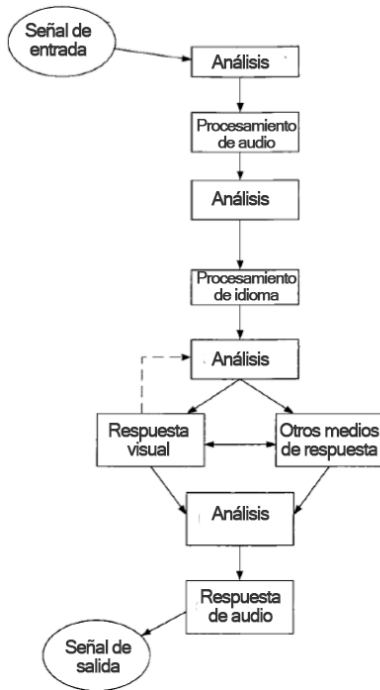 Señal de
entrada
Análisis
Procesamiento
de audio
Análisis
Procesamiento
de idioma
Análisis
Respuesta
visual
Otros medios
de respuesta
Análisis
Respuesta
de audio
Señal de
salida